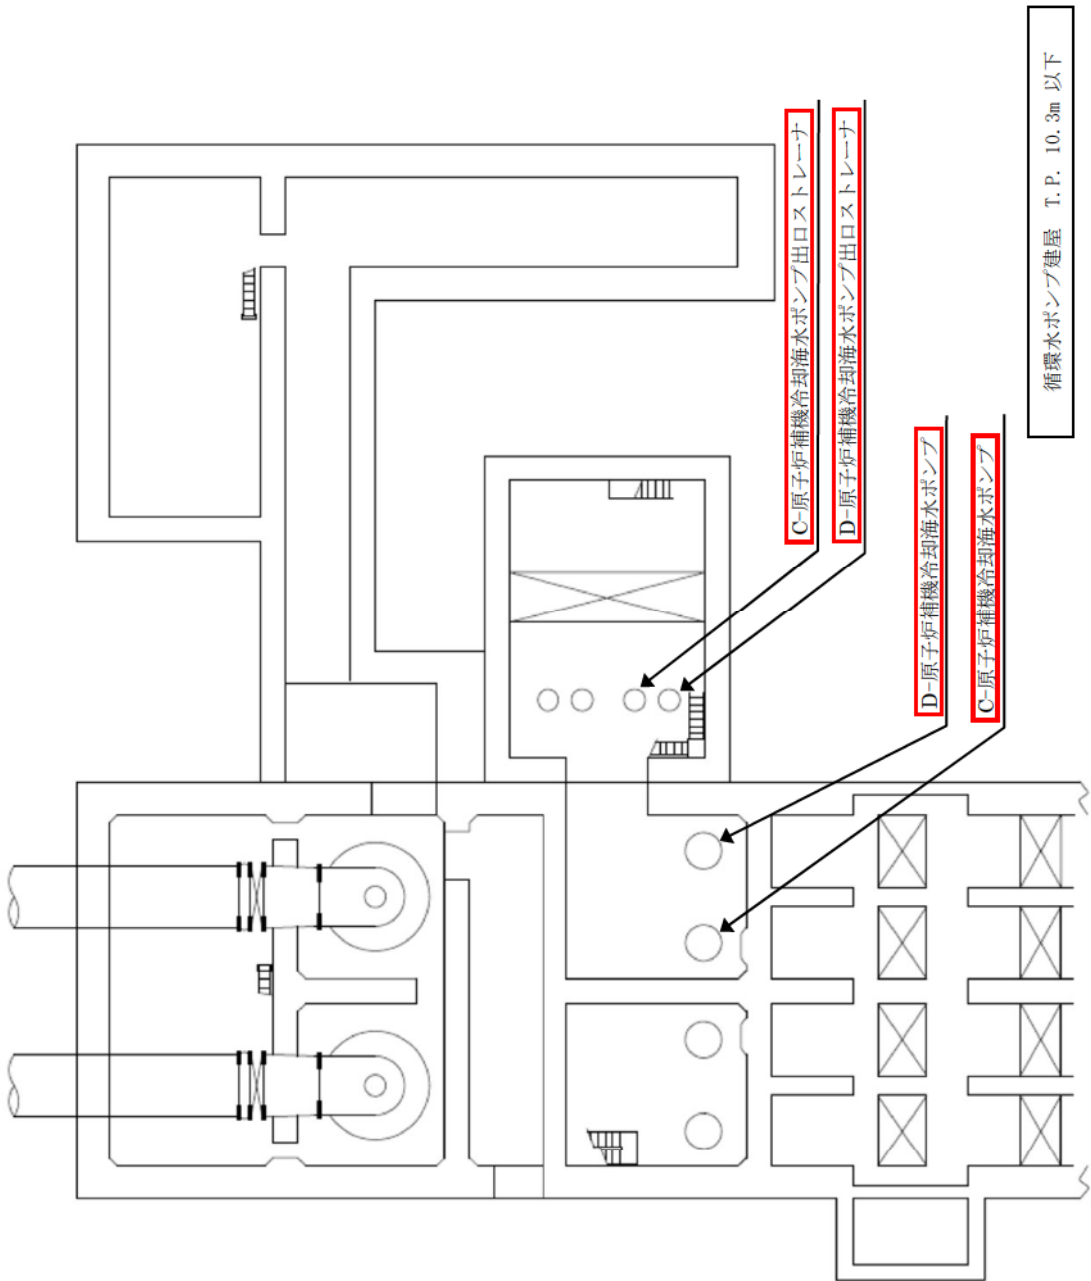 C-原子炉補機冷却海水ポンプ出口ストレーナ
D-原子炉補機冷却海水ポンプ出口ストレーナ
D-原子炉補機冷却海水ポンプ
C-原子炉補機冷却海水ポンプ
循環水ポンプ建屋 T.P. 10.3m 以下